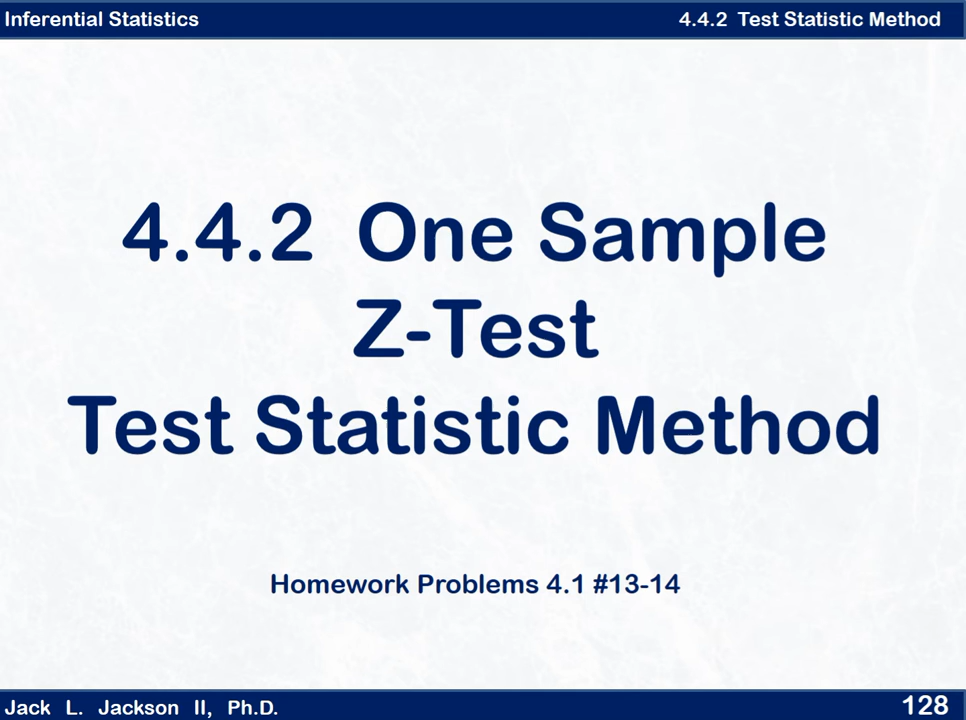 Inferential Statistics
4.4.2 Test Statistic Method
4.4.2 One Sample
Z-Test
Test Statistic Method
Homework Problems 4.1 #13-14
Jack L. Jackson II, Ph.D.
128